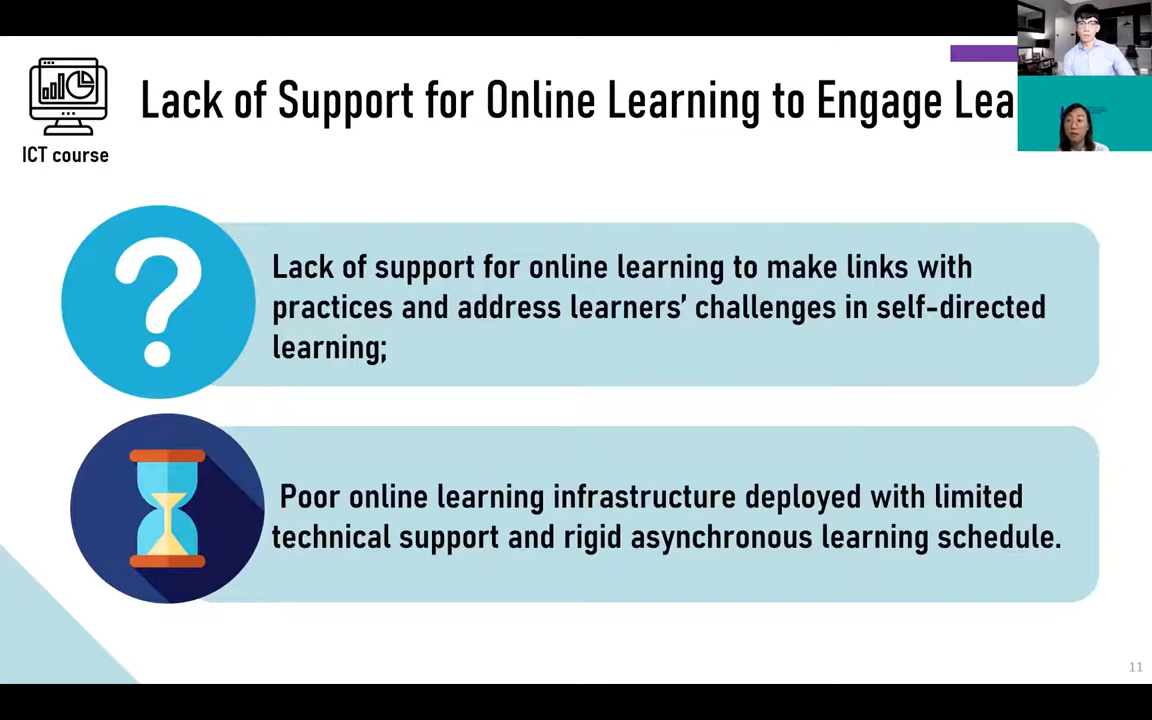 Lack of Support for Online Learning to Engage Lea
ICT course
Lack of support for online learning to make links with
practices and address learners’ challenges in self-directed
learning;
Poor online learning infrastructure deployed with limited
technical support and rigid asynchronous learning schedule.
11